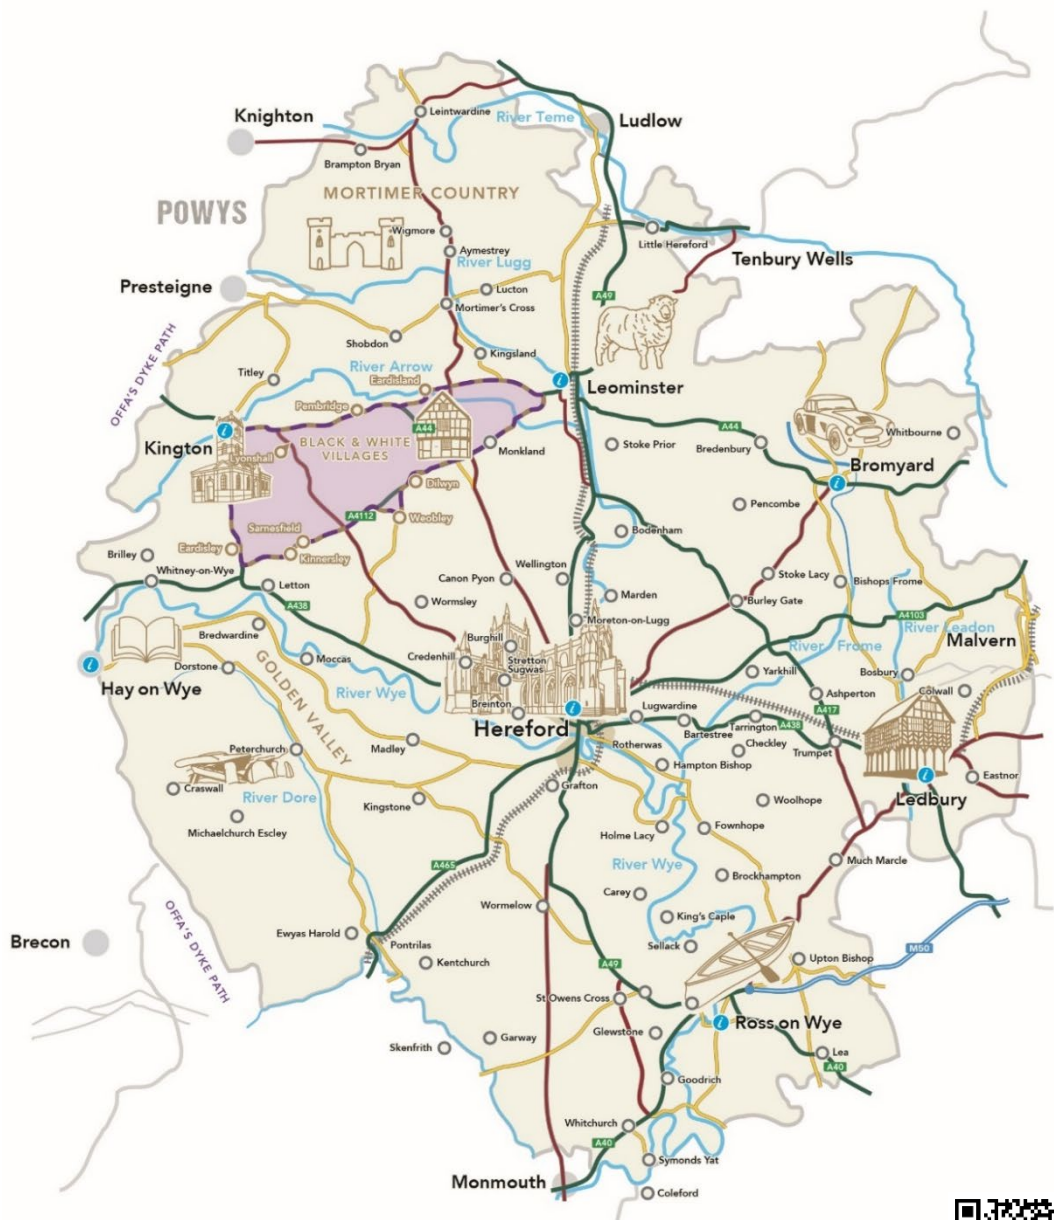 Leintwardine
River Teme
Knighton
Ludlow
Brampton Bryan
MORTIMER COUNTRY
POWYS
Wigmore
Little Hereford
Aymestrey
Tenbury Wells
River Lugg
Presteigne
Lucton
A49
Mortimer's Cross
Shobdon
Kingsland
OFFA'S DYKE PATH
River Arrow
Titley
Eardisland
Leominster
Pembridge
A44
A44
Kington
BLACK & WHITE
VILLAGES
Whitbourne
Stoke Prior
Bredenbury
Lyonshall
Monkland
Bromyard
Dilwyn
Pencombe
A4112
Weobley
Sarnesfield
Bodenham
Eardisley
Kinnersley
Brilley
Whitney-on-Wye
Wellington
Canon Pyon
Stoke Lacy
Bishops Frome
Letton
A438
Wormsley
Marden
Burley Gate
A4103
Moreton-on-Lugg
River Leadon
Bredwardine
Burghill
River Frome
Malvern
GOLDEN VALLEY
Moccas
Credenhill
Stretton
Sugwas
Dorstone
Yarkhill
Bosbury
Hay on Wye
River Wye
Ashperton
Colwall
Breinton
Lugwardine
A417
Hereford
Tarrington
A438
Bartestree
Peterchurch
Madley
Rotherwas
Checkley
Trumpet
Hampton Bishop
Craswall
Grafton
Eastnor
River Dore
Kingstone
Woolhope
Ledbury
Michaelchurch Escley
Holme Lacy
Fownhope
A465
River Wye
Much Marcle
Brockhampton
Carey
Wormelow
King's Caple
OFFA'S DYKE PATH
Ewyas Harold
Brecon
Pontrilas
Sellack
M50
Kentchurch
A49
Upton Bishop
St Owens Cross
Ross on Wye
Glewstone
Garway
Skenfrith
Lea
A40
Goodrich
Whitchurch
A40
Symonds Yat
Monmouth
Coleford